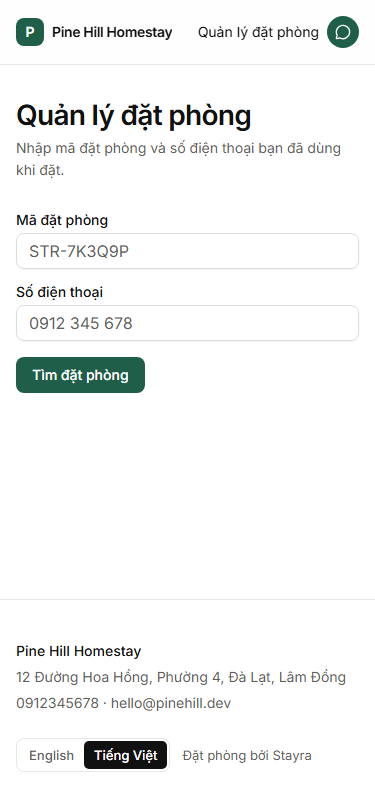 P Pine Hill Homestay Quản lý đặt phòng
Quản lý đặt phòng
Nhập mã đặt phòng và số điện thoại bạn đã dùng
khi đặt.
Mã đặt phòng
STR-7K3Q9P
Số điện thoại
0912 345 678
Tìm đặt phòng
Pine Hill Homestay
12 Đường Hoa Hồng, Phường 4, Đà Lạt, Lâm Đồng
0912345678 · hello@pinehill.dev
English Tiếng Việt Đặt phòng bởi Stayra